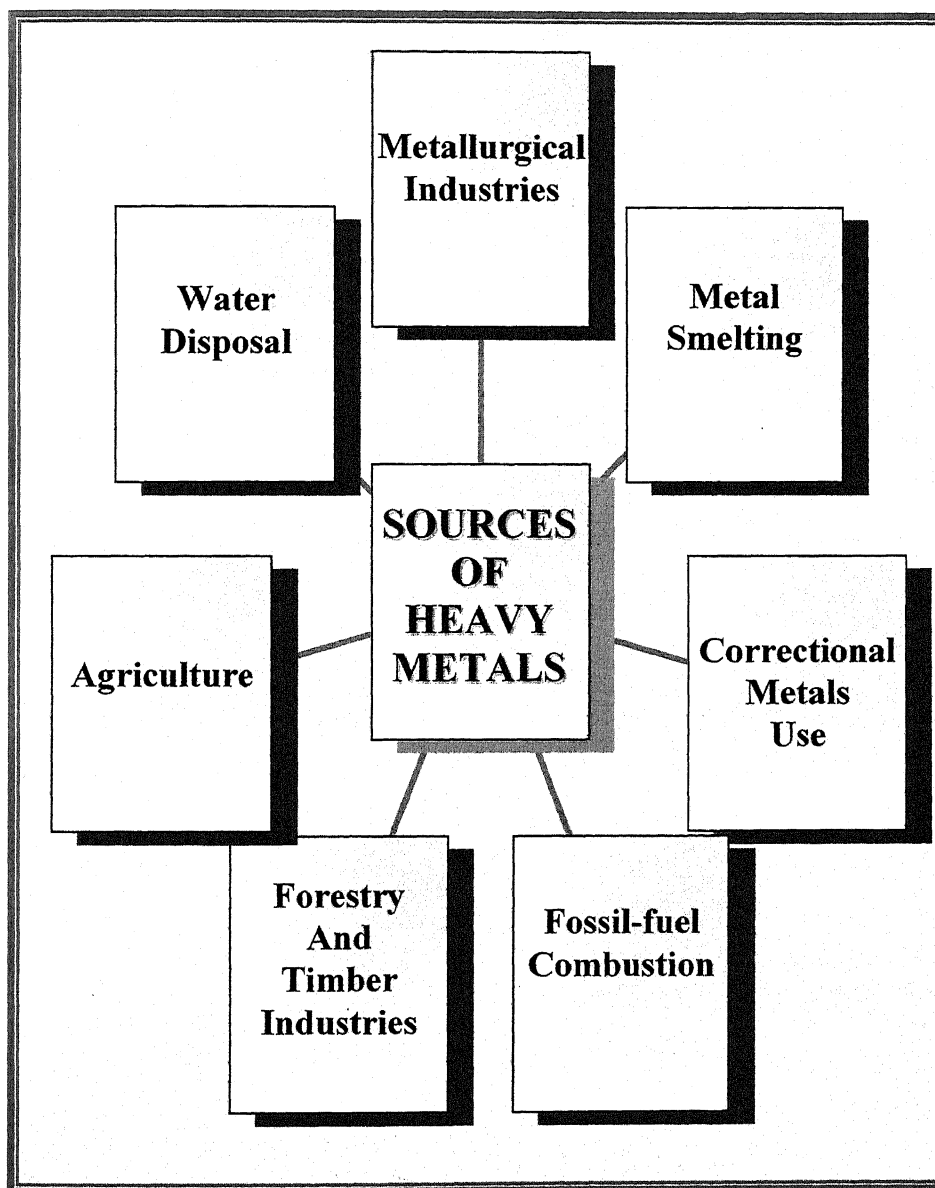 Metallurgical
Industries
Water
Disposal
Metal
Smelting
SOURCES
OF
HEAVY
METALS
Agriculture
Correctional
Metals
Use
Forestry
And
Timber
Industries
Fossil-fuel
Combustion